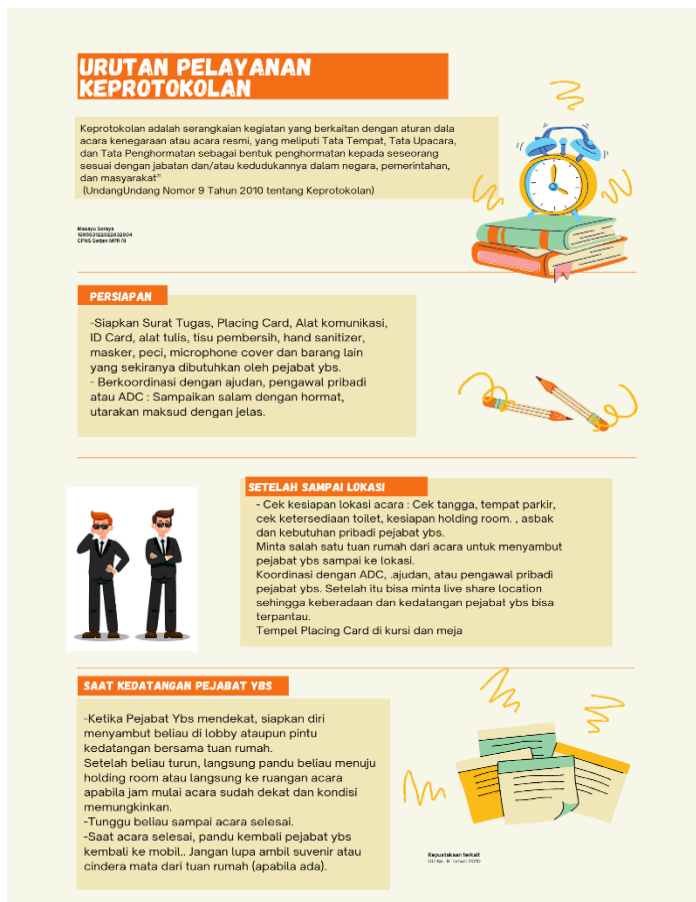 URUTAN PELAYANAN
KEPROTOKOLAN
Keprotokolan adalah serangkaian kegiatan yang berkaitan dengan aturan dala
acara kenegaraan atau acara resmi, yang meliputi Tata Tempat, Tata Upacara,
dan Tata Penghormatan sebagai bentuk penghormatan kepada seseorang
sesuai dengan jabatan dan/atau kedudukannya dalam negara, pemerintahan,
dan masyarakat”
(UndangUndang Nomor 9 Tahun 2010 tentang Keprotokolan)
Masayu Soraya
CPNS Setjen MPR RI
PERSIAPAN
-Siapkan Surat Tugas, Placing Card, Alat komunikasi,
ID Card, alat tulis, tisu pembersih, hand sanitizer,
masker, peci, microphone cover dan barang lain
yang sekiranya dibutuhkan oleh pejabat ybs.
- Berkoordinasi dengan ajudan, pengawal pribadi
atau ADC : Sampaikan salam dengan hormat,
utarakan maksud dengan jelas.
SETELAH SAMPAI LOKASI
- Cek kesiapan lokasi acara : Cek tangga, tempat parkir,
cek ketersediaan toilet, kesiapan holding room. , asbak
dan kebutuhan pribadi pejabat ybs.
Minta salah satu tuan rumah dari acara untuk menyambut
pejabat ybs sampai ke lokasi.
Koordinasi dengan ADC, .ajudan, atau pengawal pribadi
pejabat ybs. Setelah itu bisa minta live share location
sehingga keberadaan dan kedatangan pejabat ybs bisa
terpantau.
Tempel Placing Card di kursi dan meja
SAAT KEDATANGAN PEJABAT YBS
-Ketika Pejabat Ybs mendekat, siapkan diri
menyambut beliau di lobby ataupun pintu
kedatangan bersama tuan rumah.
Setelah beliau turun, langsung pandu beliau menuju
holding room atau langsung ke ruangan acara
apabila jam mulai acara sudah dekat dan kondisi
memungkinkan.
-Tunggu beliau sampai acara selesai.
-Saat acara selesai, pandu kembali pejabat ybs
kembali ke mobil.. Jangan lupa ambil suvenir atau
cindera mata dari tuan rumah (apabila ada).
Kepustakaan terkait
UU No. 9 Tahun 2010